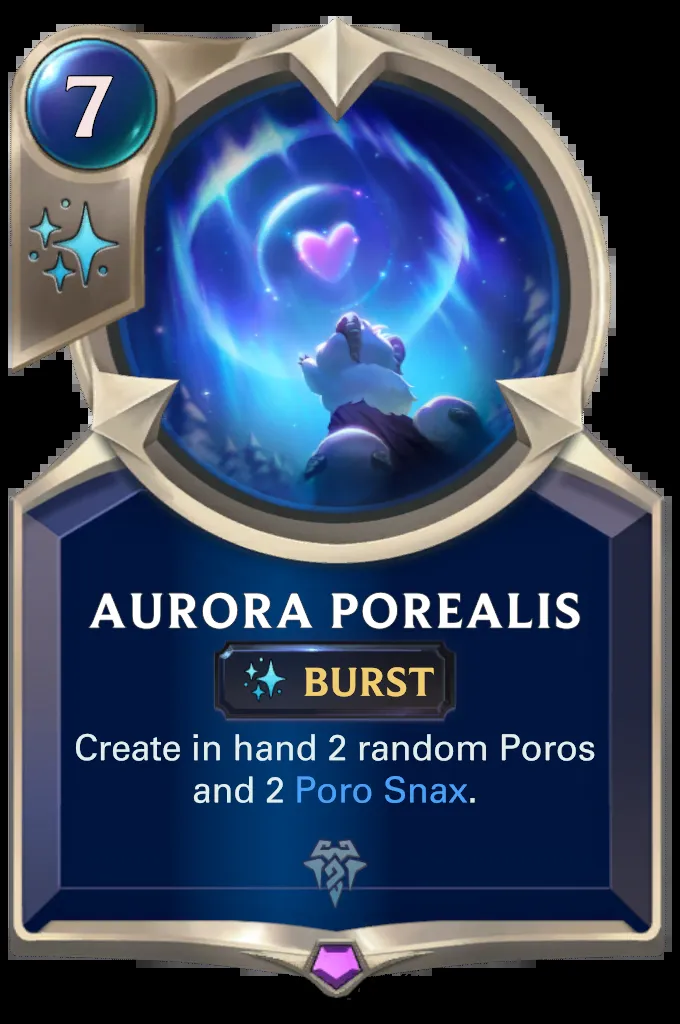 7
AURORA POREALIS
BURST
Create in hand 2 random Poros
and 2 Poro Snax.